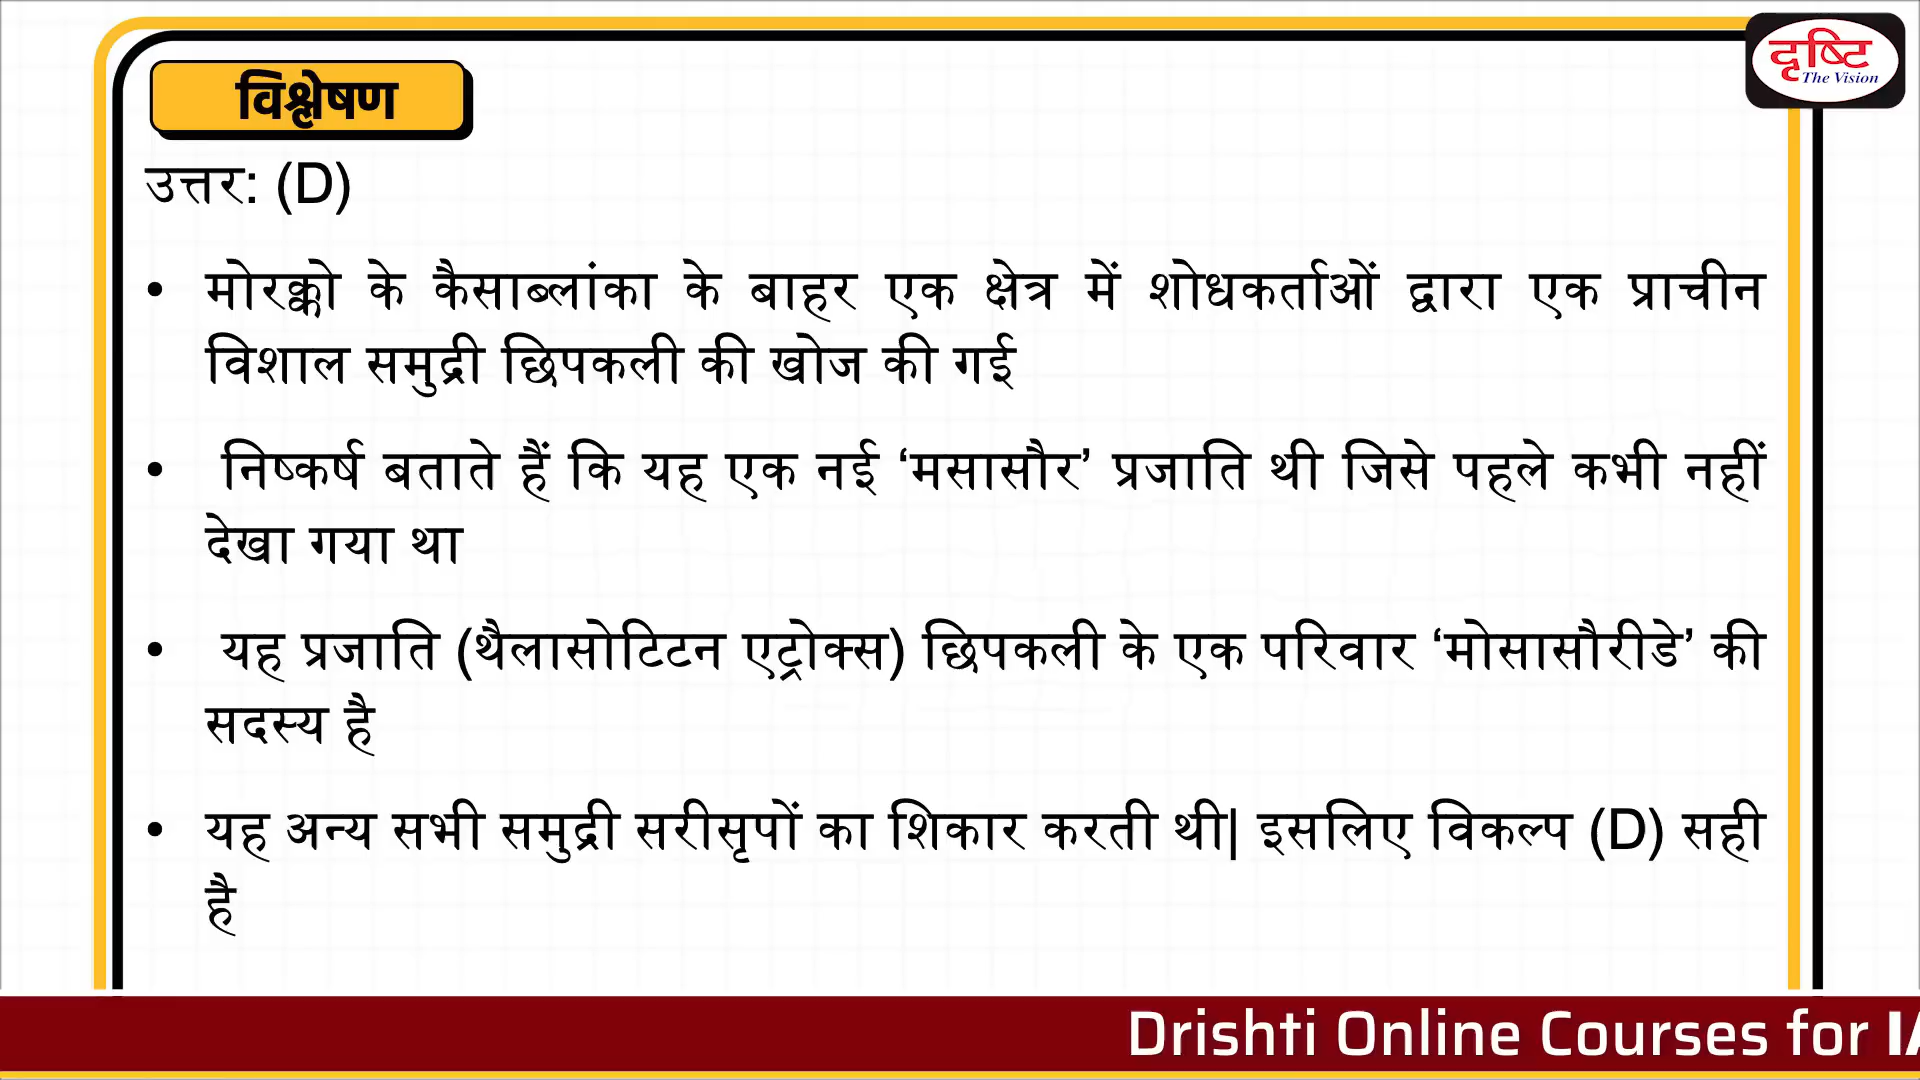 दृष्टि
The Vision
विश्लेषण
उत्तर: (D)
• मोरक्को के कैसाब्लांका के बाहर एक क्षेत्र में शोधकर्ताओं द्वारा एक प्राचीन
विशाल समुद्री छिपकली की खोज की गई
• निष्कर्ष बताते हैं कि यह एक नई ‘मसासौर’ प्रजाति थी जिसे पहले कभी नहीं
देखा गया था
• यह प्रजाति (थैलासोटिटन एट्रोक्स) छिपकली के एक परिवार ‘मोसासौरीडे’ की
सदस्य है
• यह अन्य सभी समुद्री सरीसृपों का शिकार करती थी| इसलिए विकल्प (D) सही
है
Drishti Online Courses for